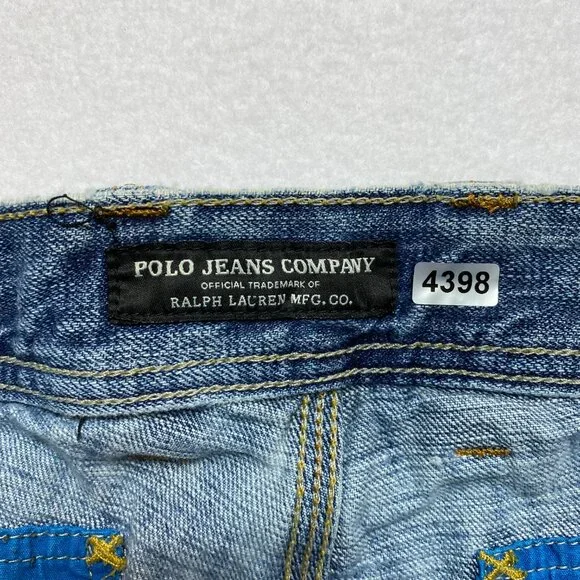 POLO JEANS COMPANY
OFFICIAL TRADEMARK OF
RALPH LAUREN MFG. CO.
4398